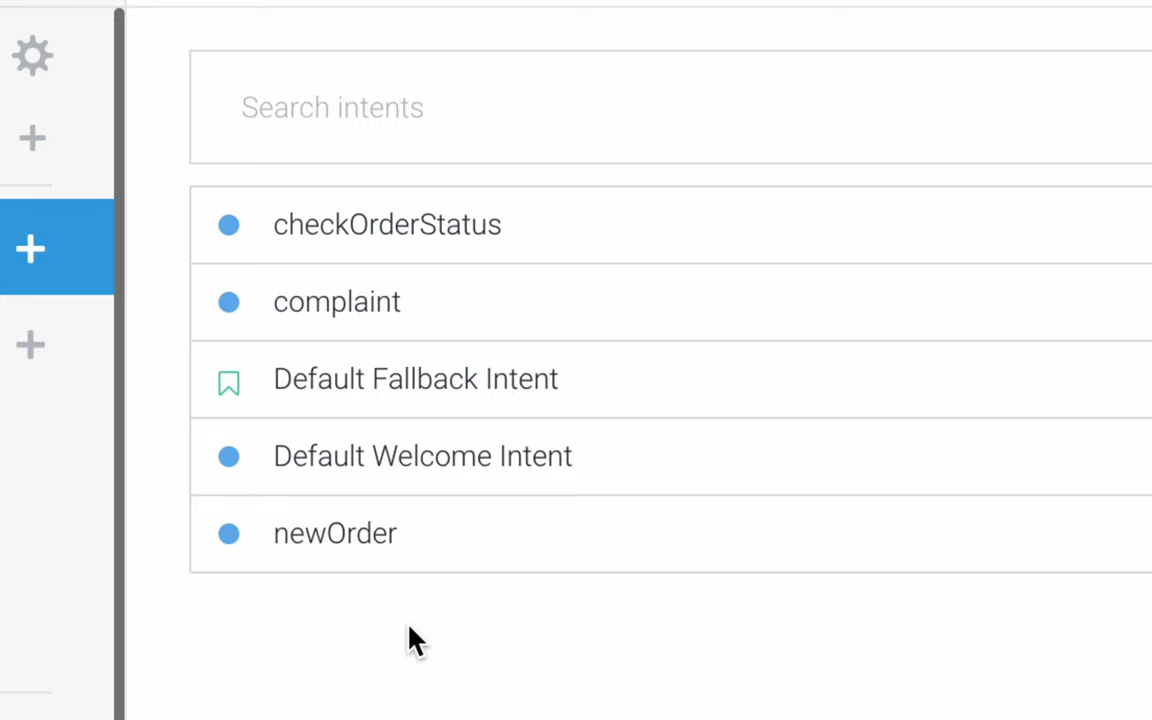 Search intents
checkOrderStatus
complaint
Default Fallback Intent
Default Welcome Intent
newOrder